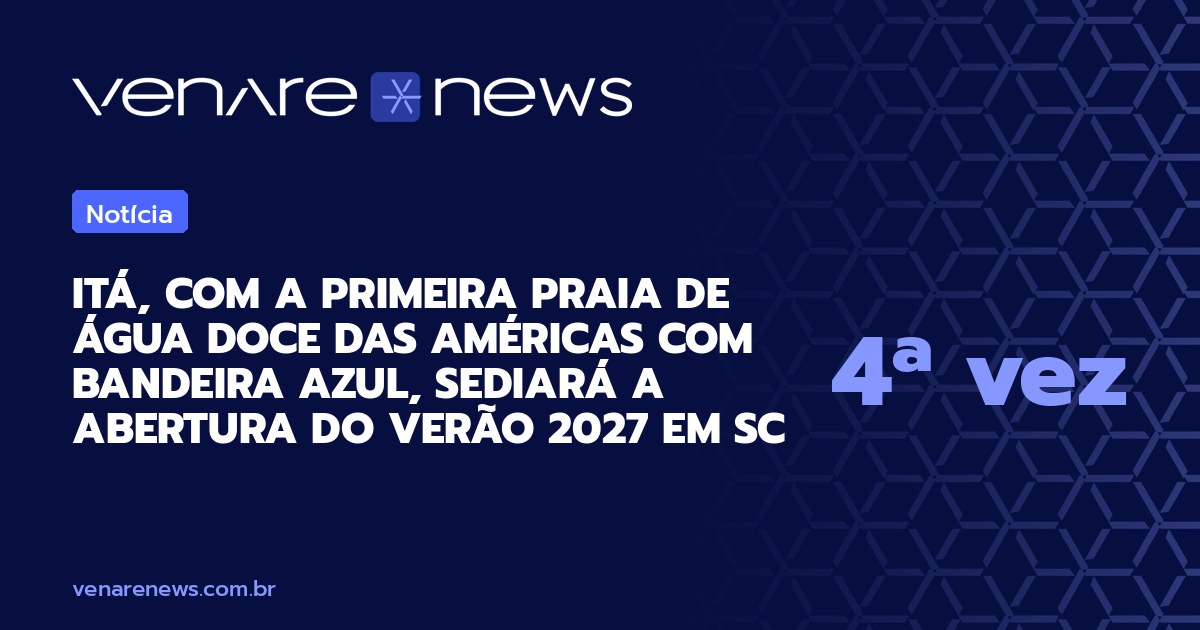 venare news
Notícia
ITÁ, COM A PRIMEIRA PRAIA DE
ÁGUA DOCE DAS AMÉRICAS COM
BANDEIRA AZUL, SEDIARÁ A
ABERTURA DO VERÃO 2027 EM SC
4ª vez
venarenews.com.br